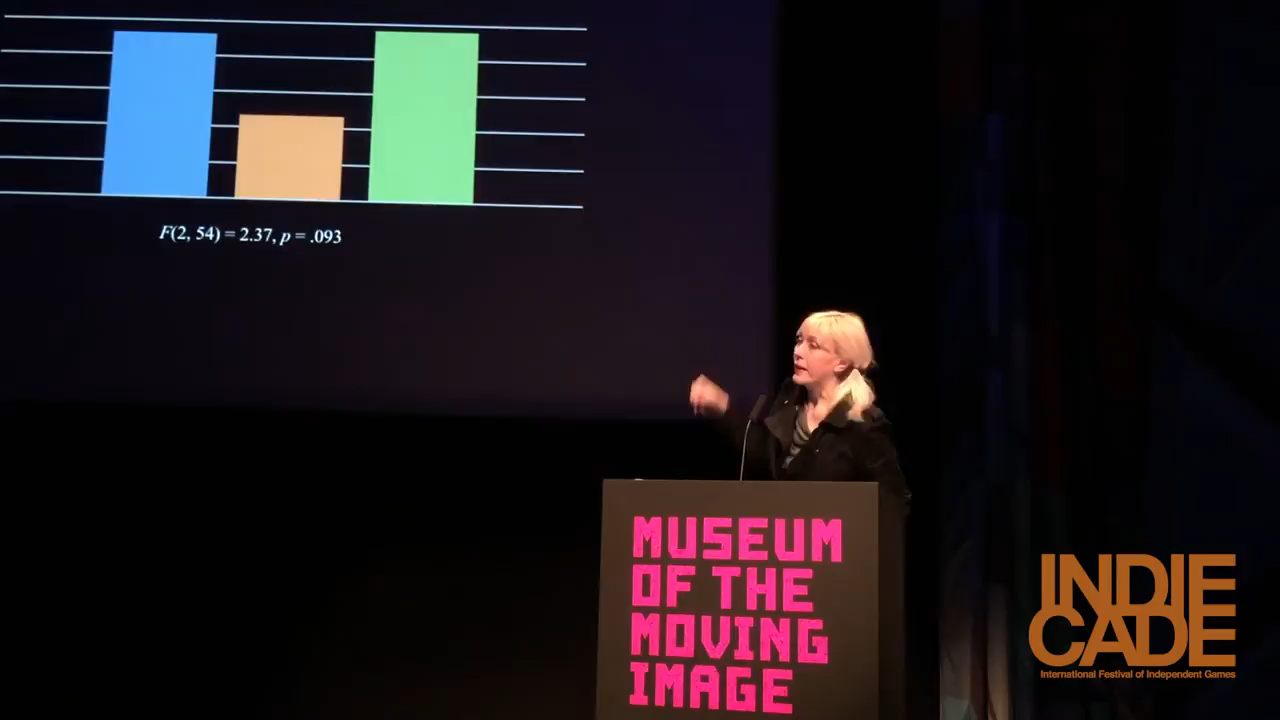 F(2, 54) = 2.37, p = .093
MUSEUM
OF THE
MOVING
IMAGE
INDIE
CADE
International Festival of Independent Games